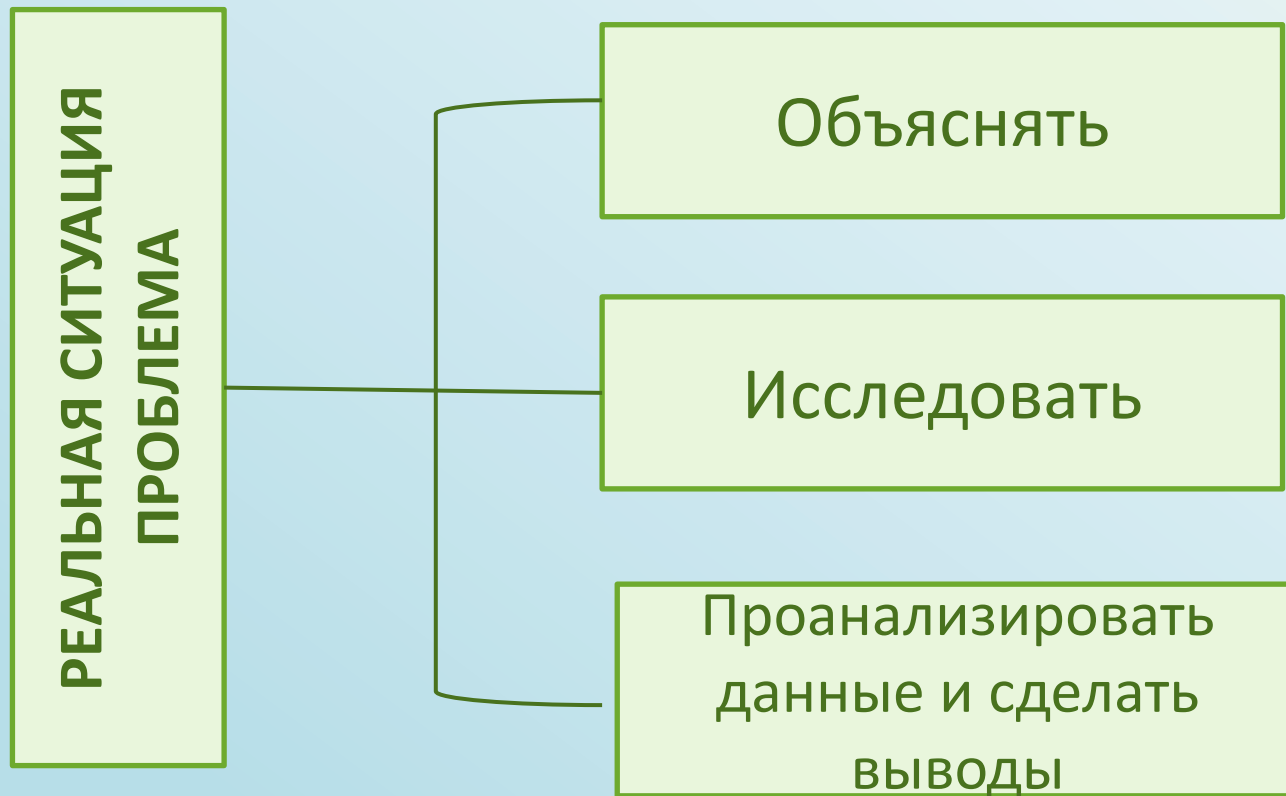 РЕАЛЬНАЯ СИТУАЦИЯ
ПРОБЛЕМА
Объяснять
Исследовать
Проанализировать
данные и сделать
выводы